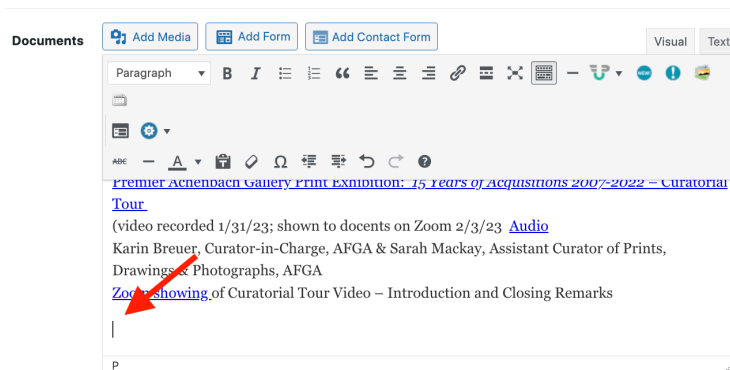 Documents
Add Media
Add Form
Add Contact Form
Visual
Text
Paragraph
B
I
NEW!
ABC
A
T
Ω
?
Premier Achenbach Gallery Print Exhibition: 15 Years of Acquisitions 2007-2022 – Curatorial
Tour
(video recorded 1/31/23; shown to docents on Zoom 2/3/23 Audio
Karin Breuer, Curator-in-Charge, AFGA & Sarah Mackay, Assistant Curator of Prints,
Drawings & Photographs, AFGA
Zoom showing of Curatorial Tour Video – Introduction and Closing Remarks
P